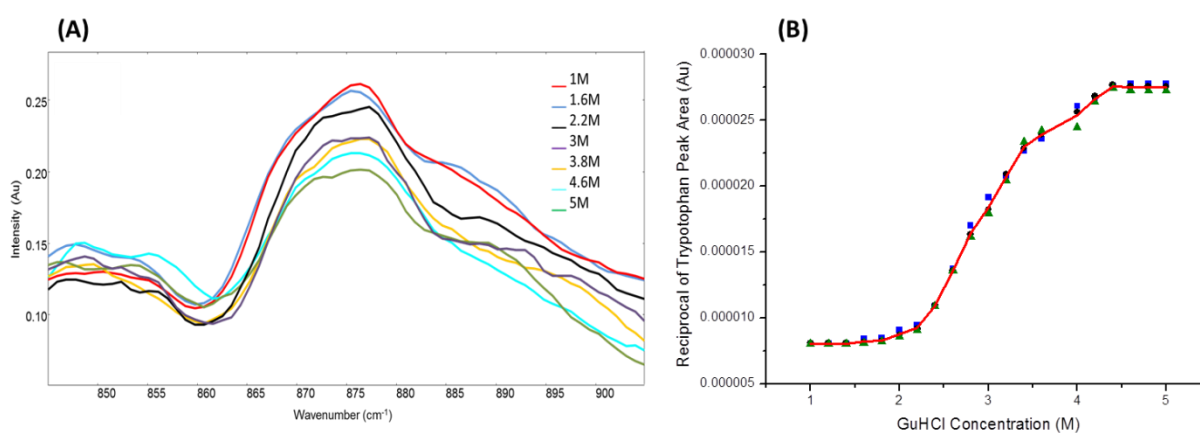 (A)
Intensity (Au)
0.25
0.20
0.15
0.10
1M
1.6M
2.2M
3M
3.8M
4.6M
5M
850 855 860 865 870 875 880 885 890 895 900
Wavenumber (cm-1)
(B)
Reciprocal of Trypotophan Peak Area (Au)
0.000030
0.000025
0.000020
0.000015
0.000010
0.000005
1 2 3 4 5
GuHCl Concentration (M)